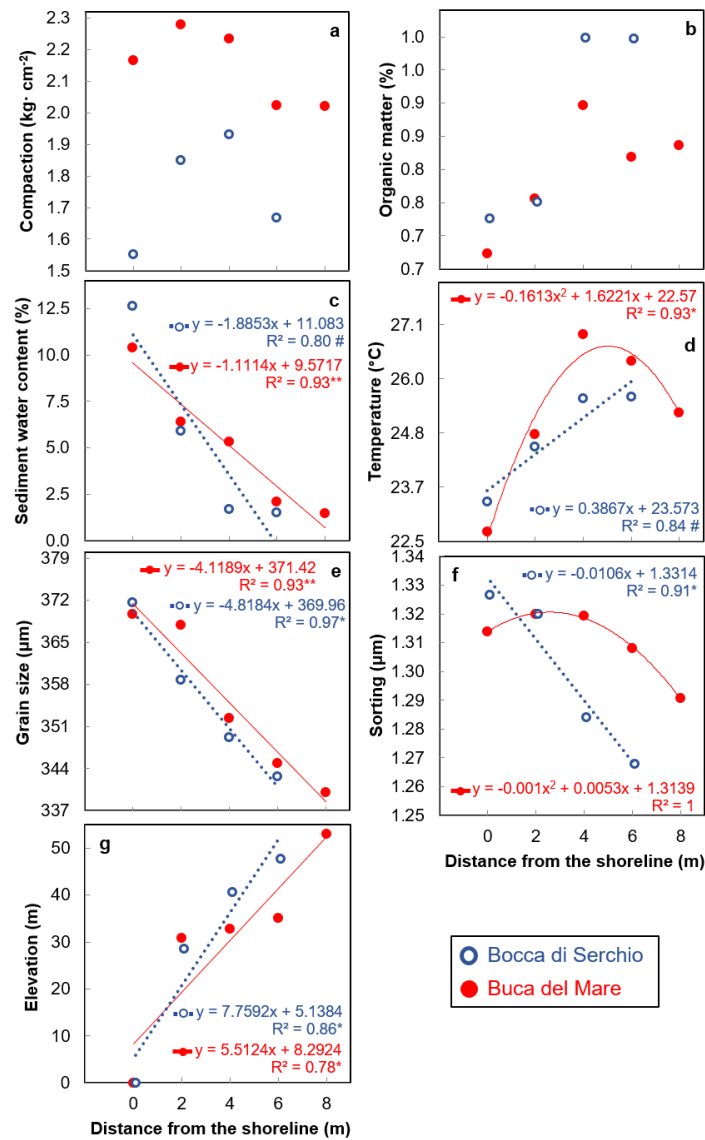 a
2.3
2.2
2.1
2.0
1.9
1.8
1.7
1.6
1.5
Compaction (kg· cm⁻²)
b
1.0
1.0
0.9
0.9
0.8
0.8
0.7
0.7
Organic matter (%)
c
12.5
10.0
7.5
5.0
2.5
0.0
Sediment water content (%)
y = -1.8853x + 11.083
R² = 0.80 #
y = -1.1114x + 9.5717
R² = 0.93**
y = -0.1613x² + 1.6221x + 22.57
R² = 0.93*
d
27.1
26.0
24.8
23.7
22.5
Temperature (°C)
y = 0.3867x + 23.573
R² = 0.84 #
e
379
372
365
358
351
344
337
Grain size (μm)
y = -4.1189x + 371.42
R² = 0.93**
y = -4.8184x + 369.96
R² = 0.97*
f
1.34
1.33
1.32
1.31
1.30
1.29
1.28
1.27
1.26
1.25
Sorting (μm)
y = -0.0106x + 1.3314
R² = 0.91*
y = -0.001x² + 0.0053x + 1.3139
R² = 1
0 2 4 6 8
Distance from the shoreline (m)
g
50
40
30
20
10
0
Elevation (m)
y = 7.7592x + 5.1384
R² = 0.86*
y = 5.5124x + 8.2924
R² = 0.78*
0 2 4 6 8
Distance from the shoreline (m)
Bocca di Serchio
Buca del Mare